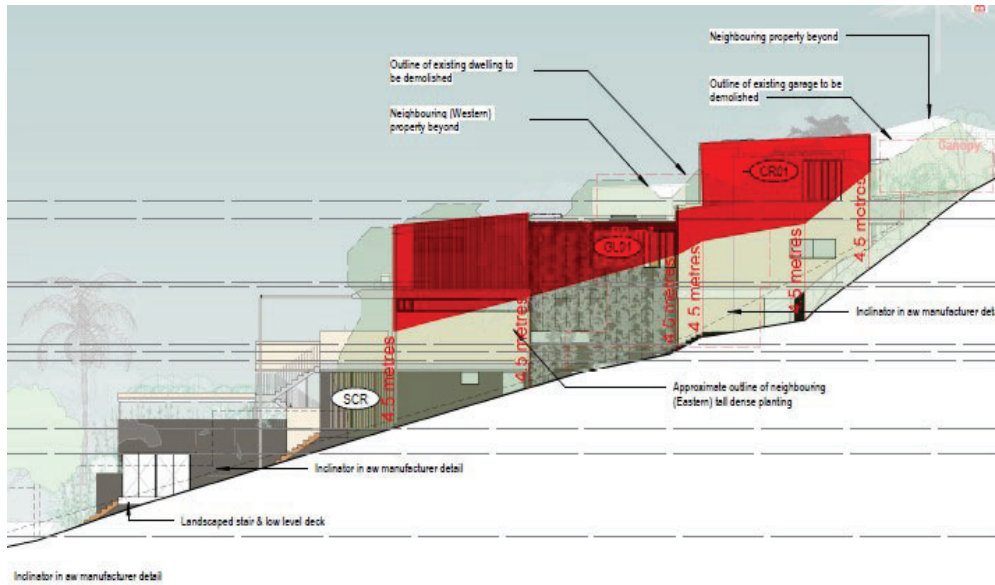 Neighbouring property beyond
Outline of existing dwelling to
be demolished
Outline of existing garage to be
demolished
Neighbouring (Western)
property beyond
Canopy
CR01
GL01
4.5 metres
4.5 metres
4.5 metres
4.5 metres
4.5 metres
4.5 metres
Inclinator in aw manufacturer deta
SCR
Approximate outline of neighbouring
(Eastern) tall dense planting
Inclinator in aw manufacturer detail
Landscaped stair & low level deck
Inclinator in aw manufacturer detail